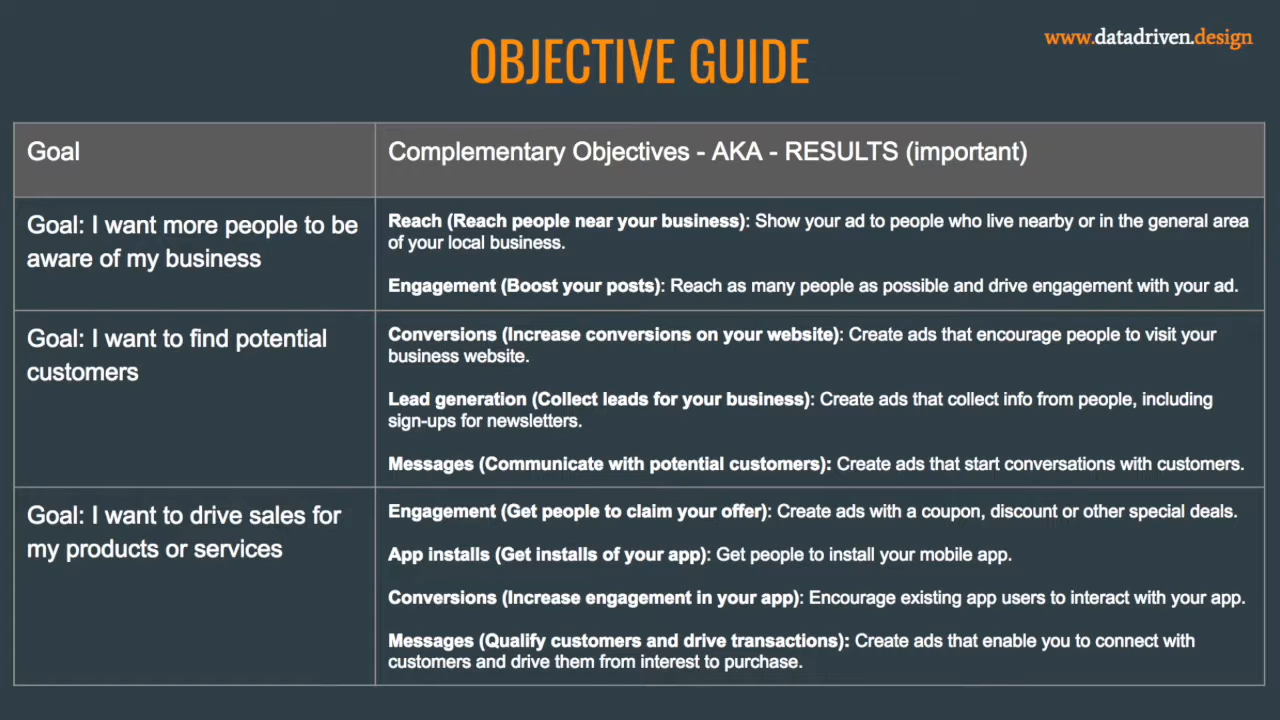 www.datadriven.design
OBJECTIVE GUIDE
Goal
Complementary Objectives - AKA - RESULTS (important)
Goal: I want more people to be
aware of my business
Reach (Reach people near your business): Show your ad to people who live nearby or in the general area
of your local business.
Engagement (Boost your posts): Reach as many people as possible and drive engagement with your ad.
Goal: I want to find potential
customers
Conversions (Increase conversions on your website): Create ads that encourage people to visit your
business website.
Lead generation (Collect leads for your business): Create ads that collect info from people, including
sign-ups for newsletters.
Messages (Communicate with potential customers): Create ads that start conversations with customers.
Goal: I want to drive sales for
my products or services
Engagement (Get people to claim your offer): Create ads with a coupon, discount or other special deals.
App installs (Get installs of your app): Get people to install your mobile app.
Conversions (Increase engagement in your app): Encourage existing app users to interact with your app.
Messages (Qualify customers and drive transactions): Create ads that enable you to connect with
customers and drive them from interest to purchase.